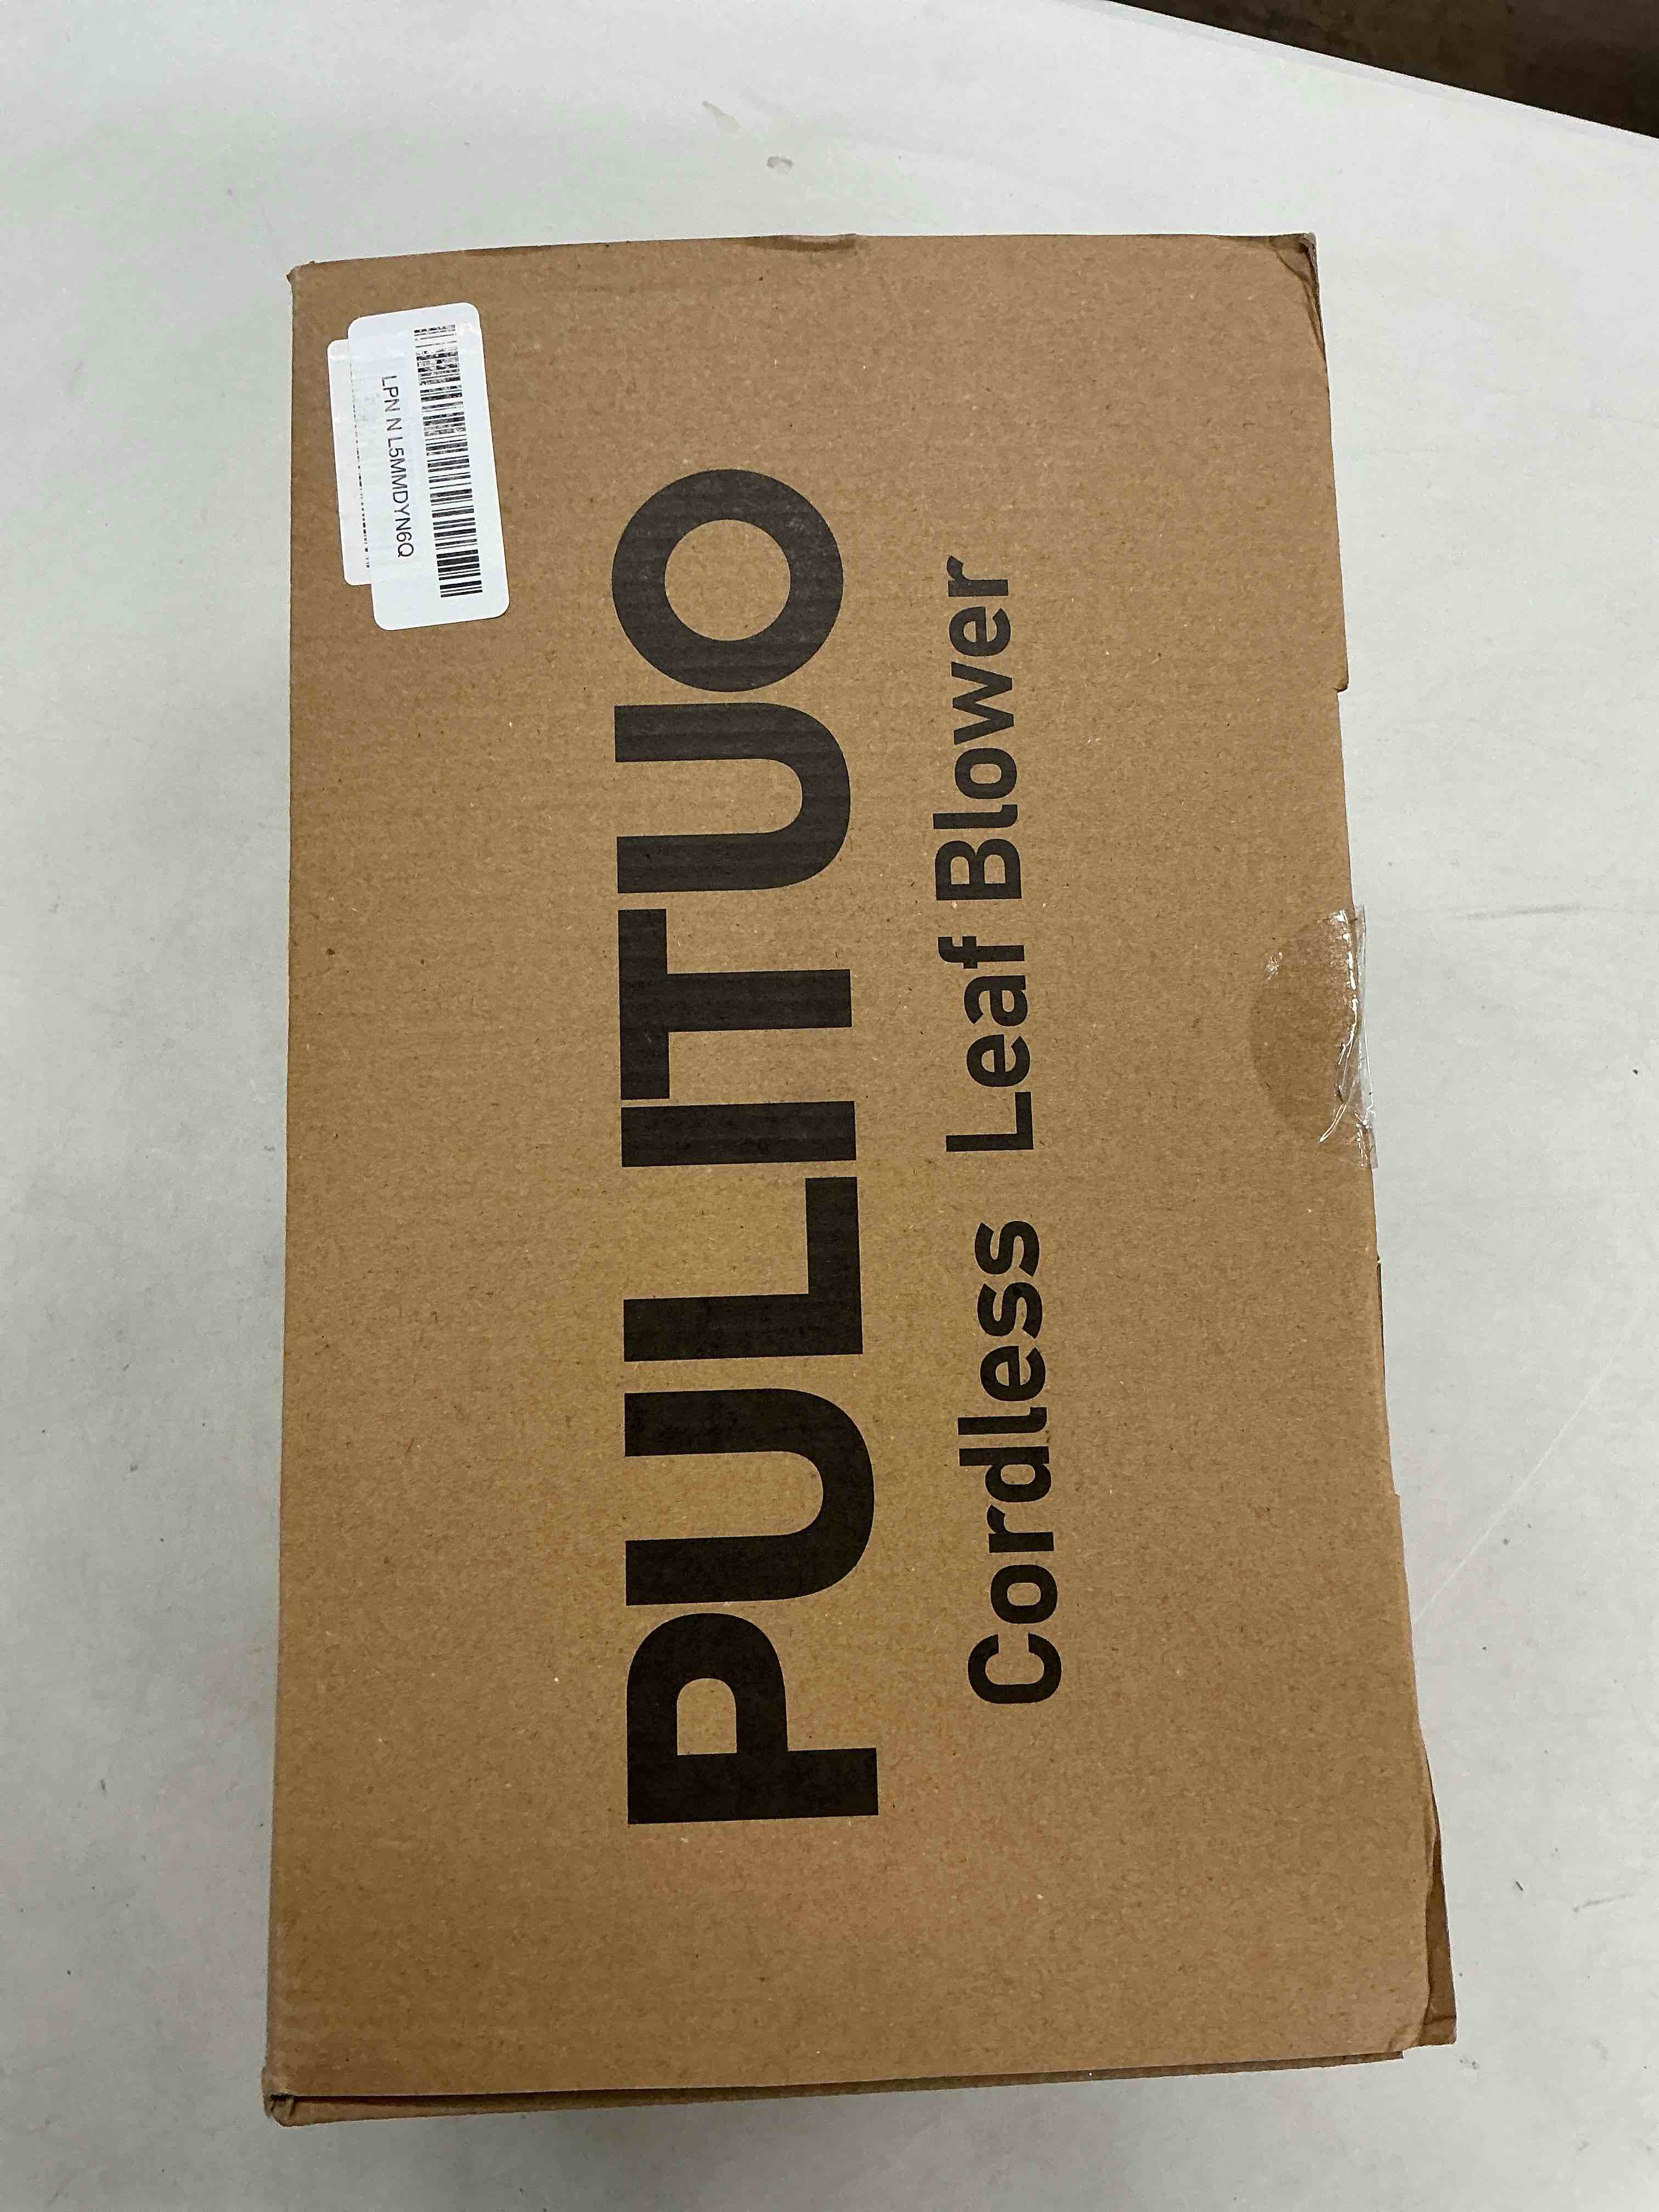 PULITUO
Cordless Leaf Blower
LPN N L5MMDYN6Q